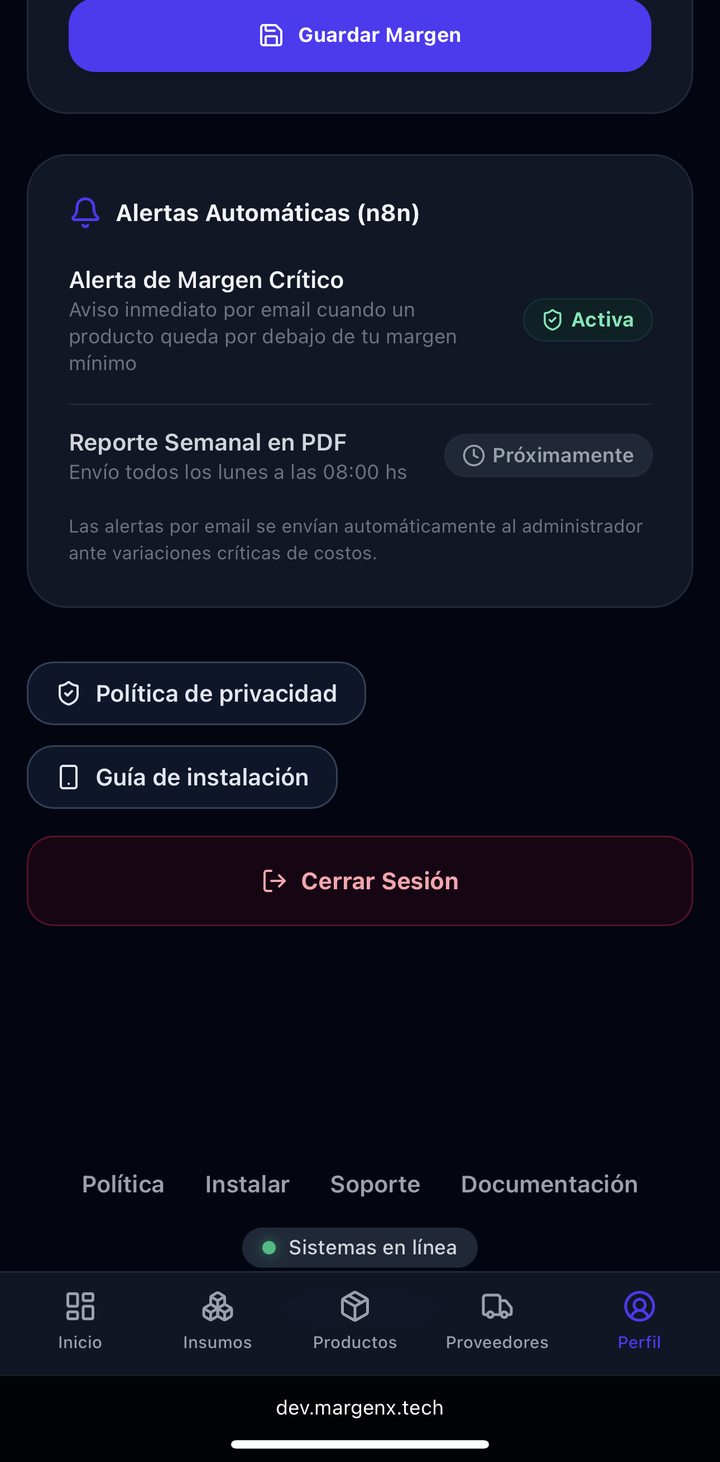 Guardar Margen
Alertas Automáticas (n8n)
Alerta de Margen Crítico
Aviso inmediato por email cuando un
producto queda por debajo de tu margen
mínimo
Activa
Reporte Semanal en PDF
Envío todos los lunes a las 08:00 hs
Próximamente
Las alertas por email se envían automáticamente al administrador
ante variaciones críticas de costos.
Política de privacidad
Guía de instalación
Cerrar Sesión
Política Instalar Soporte Documentación
Sistemas en línea
Inicio Insumos Productos Proveedores Perfil
dev.margenx.tech